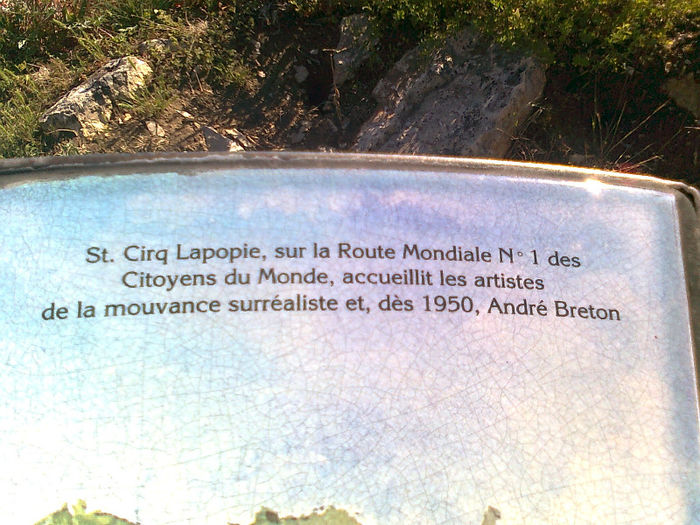 St. Cirq Lapopie, sur la Route Mondiale N° 1 des
Citoyens du Monde, accueillit les artistes
de la mouvance surréaliste et, dès 1950, André Breton